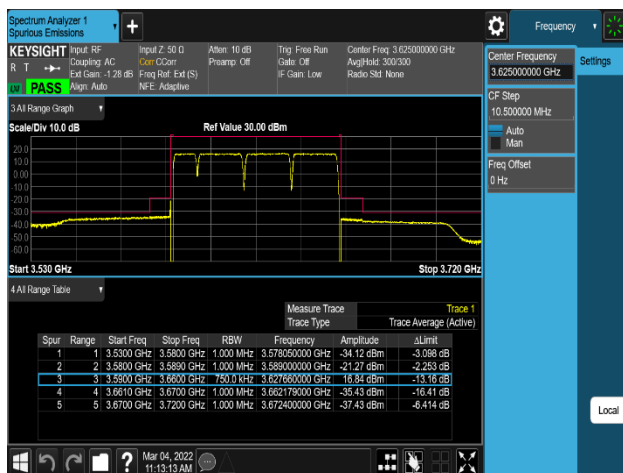 Spectrum Analyzer 1
Spurious Emissions
Frequency
KEYSIGHT
R T
LV
PASS
Input: RF
Coupling: AC
Ext Gain: -1.28 dB
Align: Auto
Input Z: 50 Ω
Corr CCorr
Freq Ref: Ext (S)
NFE: Adaptive
Atten: 10 dB
Preamp: Off
Trig: Free Run
Gate: Off
IF Gain: Low
Center Freq: 3.625000000 GHz
Avg|Hold: 300/300
Radio Std: None
Center Frequency
3.625000000 GHz
Settings
CF Step
10.500000 MHz
Auto
Man
Freq Offset
0 Hz
Local
3 All Range Graph
Scale/Div 10.0 dB
Ref Value 30.00 dBm
20.0
10.0
0.00
-10.0
-20.0
-30.0
-40.0
-50.0
-60.0
Start 3.530 GHz
Stop 3.720 GHz
4 All Range Table
Measure Trace Trace 1
Trace Type Trace Average (Active)
Spur Range Start Freq Stop Freq RBW Frequency Amplitude ΔLimit
1 1 3.5300 GHz 3.5800 GHz 1.000 MHz 3.578050000 GHz -34.12 dBm -3.098 dB
2 2 3.5800 GHz 3.5890 GHz 1.000 MHz 3.589000000 GHz -21.27 dBm -2.253 dB
3 3 3.5900 GHz 3.6600 GHz 750.0 kHz 3.627660000 GHz 16.84 dBm -13.16 dB
4 4 3.6610 GHz 3.6700 GHz 1.000 MHz 3.662179000 GHz -35.43 dBm -16.41 dB
5 5 3.6700 GHz 3.7200 GHz 1.000 MHz 3.672400000 GHz -37.43 dBm -6.414 dB
Mar 04, 2022
11:13:13 AM